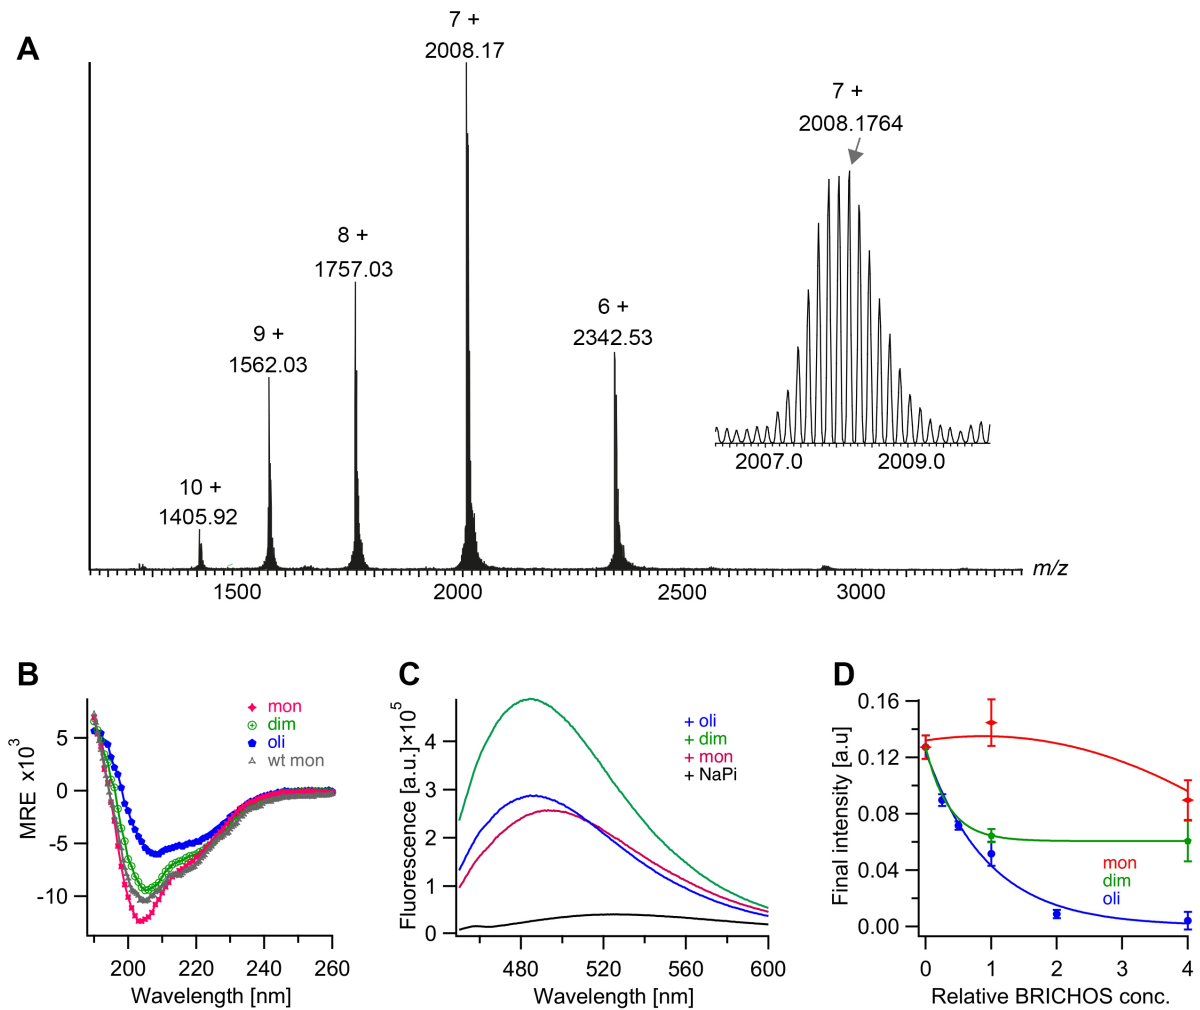 A
7 +
2008.17
7 +
2008.1764
8 +
1757.03
9 +
1562.03
6 +
2342.53
10 +
1405.92
2007.0 2009.0
1500 2000 2500 3000 m/z
B
MRE x10³
5
0
-5
-10
mon
dim
oli
wt mon
200 220 240 260
Wavelength [nm]
C
Fluorescence [a.u.]×10⁵
4
3
2
1
0
+ oli
+ dim
+ mon
+ NaPi
480 520 560 600
Wavelength [nm]
D
Final intensity [a.u]
0.16
0.12
0.08
0.04
0.00
mon
dim
oli
0 1 2 3 4
Relative BRICHOS conc.